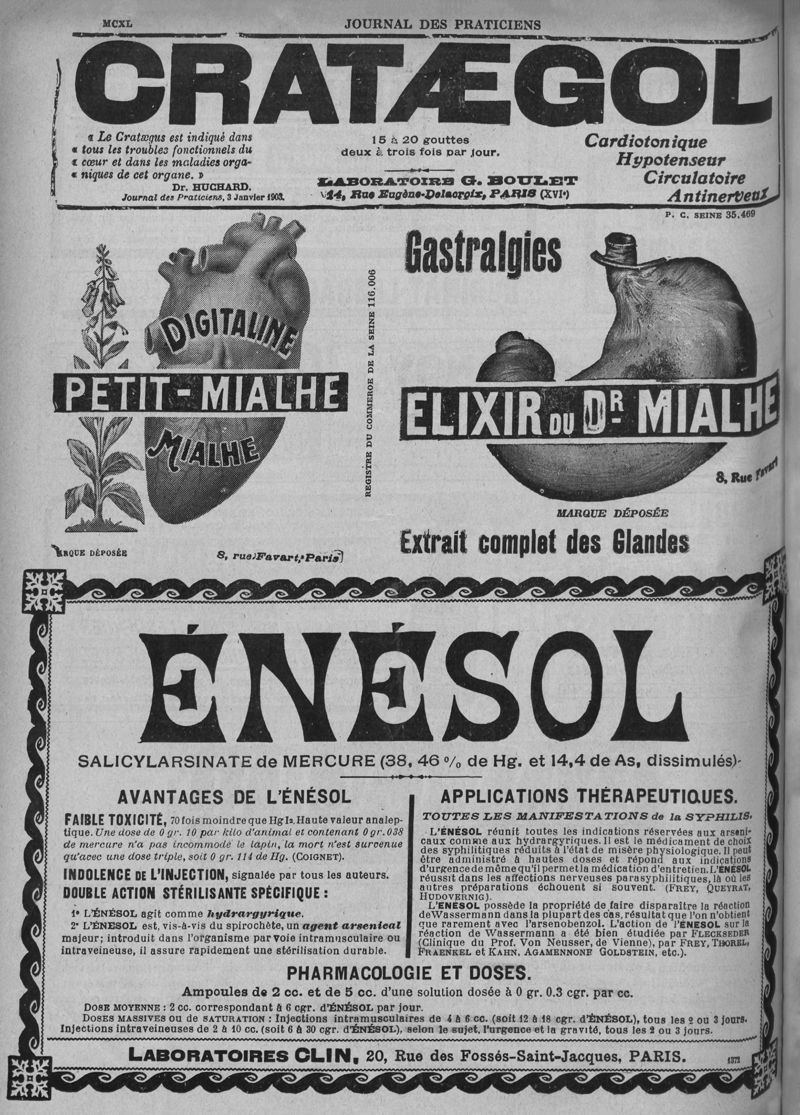 MCXL
JOURNAL DES PRATICIENS
CRATÆGOL
« Le Cratægus est indiqué dans
« tous les troubles fonctionnels du
« cœur et dans les maladies orga-
« niques de cet organe. »
Dr. HUCHARD.
Journal des Praticiens, 3 Janvier 1903.
15 à 20 gouttes
deux à trois fois par jour.
LABORATOIRE G. BOULET
14, Rue Eugène-Delacroix, PARIS (XVIe)
Cardiotonique
Hypotenseur
Circulatoire
Antinerveux
P. C. SEINE 35.469
DIGITALINE
PETIT-MIALHE
MIALHE
MARQUE DÉPOSÉE
8, rue Favart, Paris
REGISTRE DU COMMERCE DE LA SEINE 116.006
Gastralgies
ELIXIR DU DR MIALHE
8, Rue Favart
MARQUE DÉPOSÉE
Extrait complet des Glandes
ÉNÉSOL
SALICYLARSINATE de MERCURE (38, 46 % de Hg. et 14,4 de As, dissimulés)
AVANTAGES DE L'ÉNÉSOL
FAIBLE TOXICITÉ, 70 fois moindre que HgI2. Haute valeur analep-
tique. Une dose de 0 gr. 10 par kilo d'animal et contenant 0 gr. 038
de mercure n'a pas incommodé le lapin, la mort n'est survenue
qu'avec une dose triple, soit 0 gr. 114 de Hg. (COIGNET).
INDOLENCE DE L'INJECTION, signalée par tous les auteurs.
DOUBLE ACTION STÉRILISANTE SPÉCIFIQUE :
1° L'ÉNÉSOL agit comme hydrargyrique.
2° L'ÉNÉSOL est, vis-à-vis du spirochète, un agent arsenical
majeur; introduit dans l'organisme par voie intramusculaire ou
intraveineuse, il assure rapidement une stérilisation durable.
APPLICATIONS THÉRAPEUTIQUES.
TOUTES LES MANIFESTATIONS de la SYPHILIS.
L'ÉNÉSOL réunit toutes les indications réservées aux arseni-
caux comme aux hydrargyriques. Il est le médicament de choix
des syphilitiques réduits à l'état de misère physiologique. Il peut
être administré à hautes doses et répond aux indications
d'urgence de même qu'il permet la médication d'entretien. L'ÉNÉSOL
réussit dans les affections nerveuses parasyphilitiques, là où les
autres préparations échouent si souvent. (FREY, QUEYRAT,
HUDOVERNIG).
L'ÉNÉSOL possède la propriété de faire disparaître la réaction
de Wassermann dans la plupart des cas, résultat que l'on n'obtient
que rarement avec l'arsenobenzol. L'action de l'ÉNÉSOL sur la
réaction de Wassermann a été bien étudiée par FLECKSEDER
(Clinique du Prof. Von Neusser, de Vienne), par FREY, THOREL,
FRAENKEL et KAHN, AGAMENNONE GOLDSTEIN, etc.).
PHARMACOLOGIE ET DOSES.
Ampoules de 2 cc. et de 5 cc. d'une solution dosée à 0 gr. 0.3 cgr. par cc.
DOSE MOYENNE : 2 cc. correspondant à 6 cgr. d'ÉNÉSOL par jour.
DOSES MASSIVES ou de SATURATION : Injections intramusculaires de 4 à 6 cc. (soit 12 à 18 cgr. d'ÉNÉSOL), tous les 2 ou 3 jours.
Injections intraveineuses de 2 à 10 cc. (soit 6 à 30 cgr. d'ÉNÉSOL), selon le sujet, l'urgence et la gravité, tous les 2 ou 3 jours.
LABORATOIRES CLIN, 20, Rue des Fossés-Saint-Jacques, PARIS.
1372